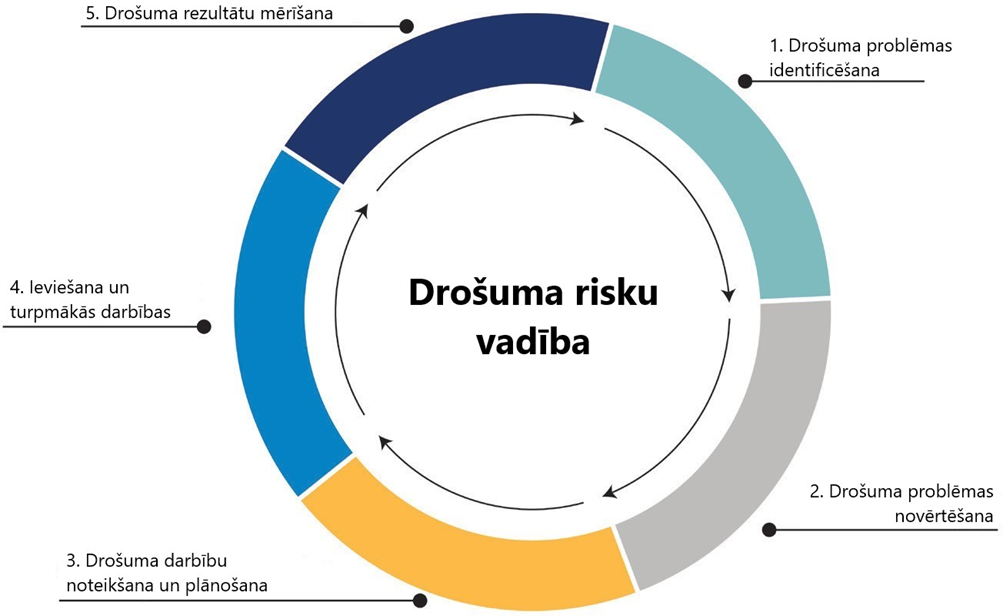 5. Drošuma rezultātu mērīšana
1. Drošuma problēmas
identificēšana
Drošuma risku
vadība
4. Ieviešana un
turpmākās darbības
2. Drošuma problēmas
novērtēšana
3. Drošuma darbību
noteikšana un plānošana